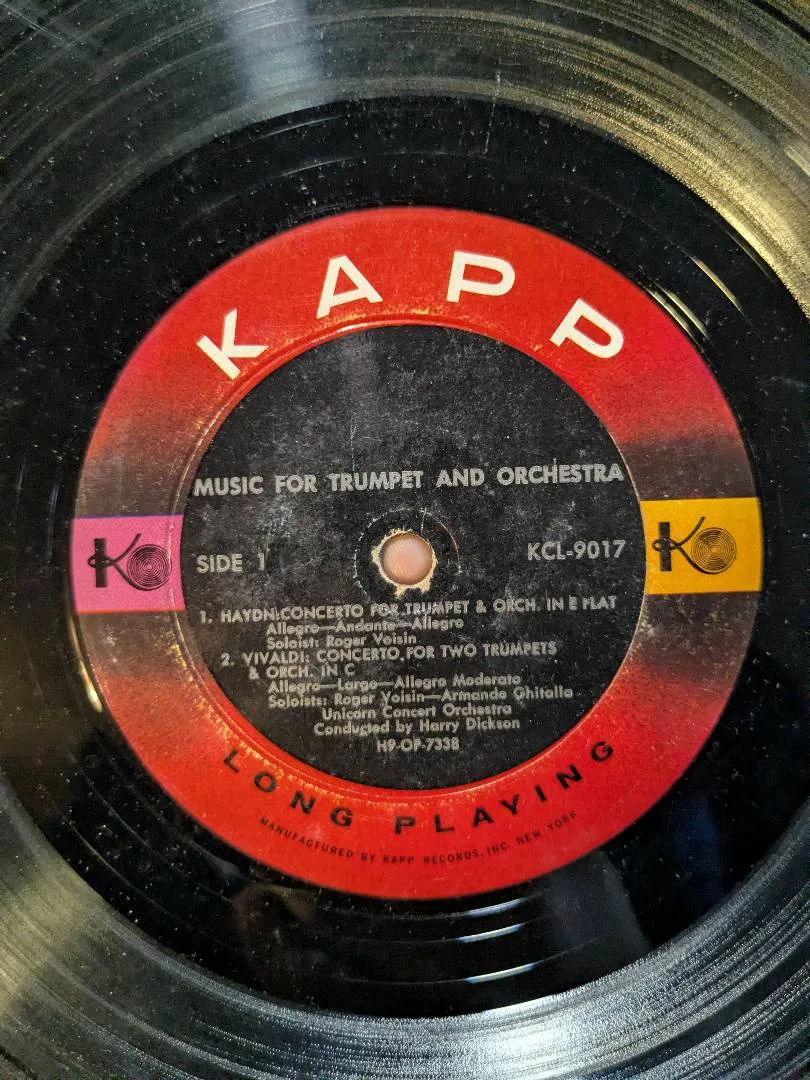 KAPP
MUSIC FOR TRUMPET AND ORCHESTRA
SIDE 1 KCL-9017
1. HAYDN:CONCERTO FOR TRUMPET & ORCH. IN E FLAT
Allegro—Andante—Allegro
Soloist: Roger Voisin
2. VIVALDI: CONCERTO FOR TWO TRUMPETS
& ORCH. IN C
Allegro—Largo—Allegro Moderato
Soloists: Roger Voisin—Armando Ghitalla
Unicorn Concert Orchestra
Conducted by Harry Dickson
H9-OP-7338
LONG PLAYING
MANUFACTURED BY KAPP RECORDS, INC. NEW YORK